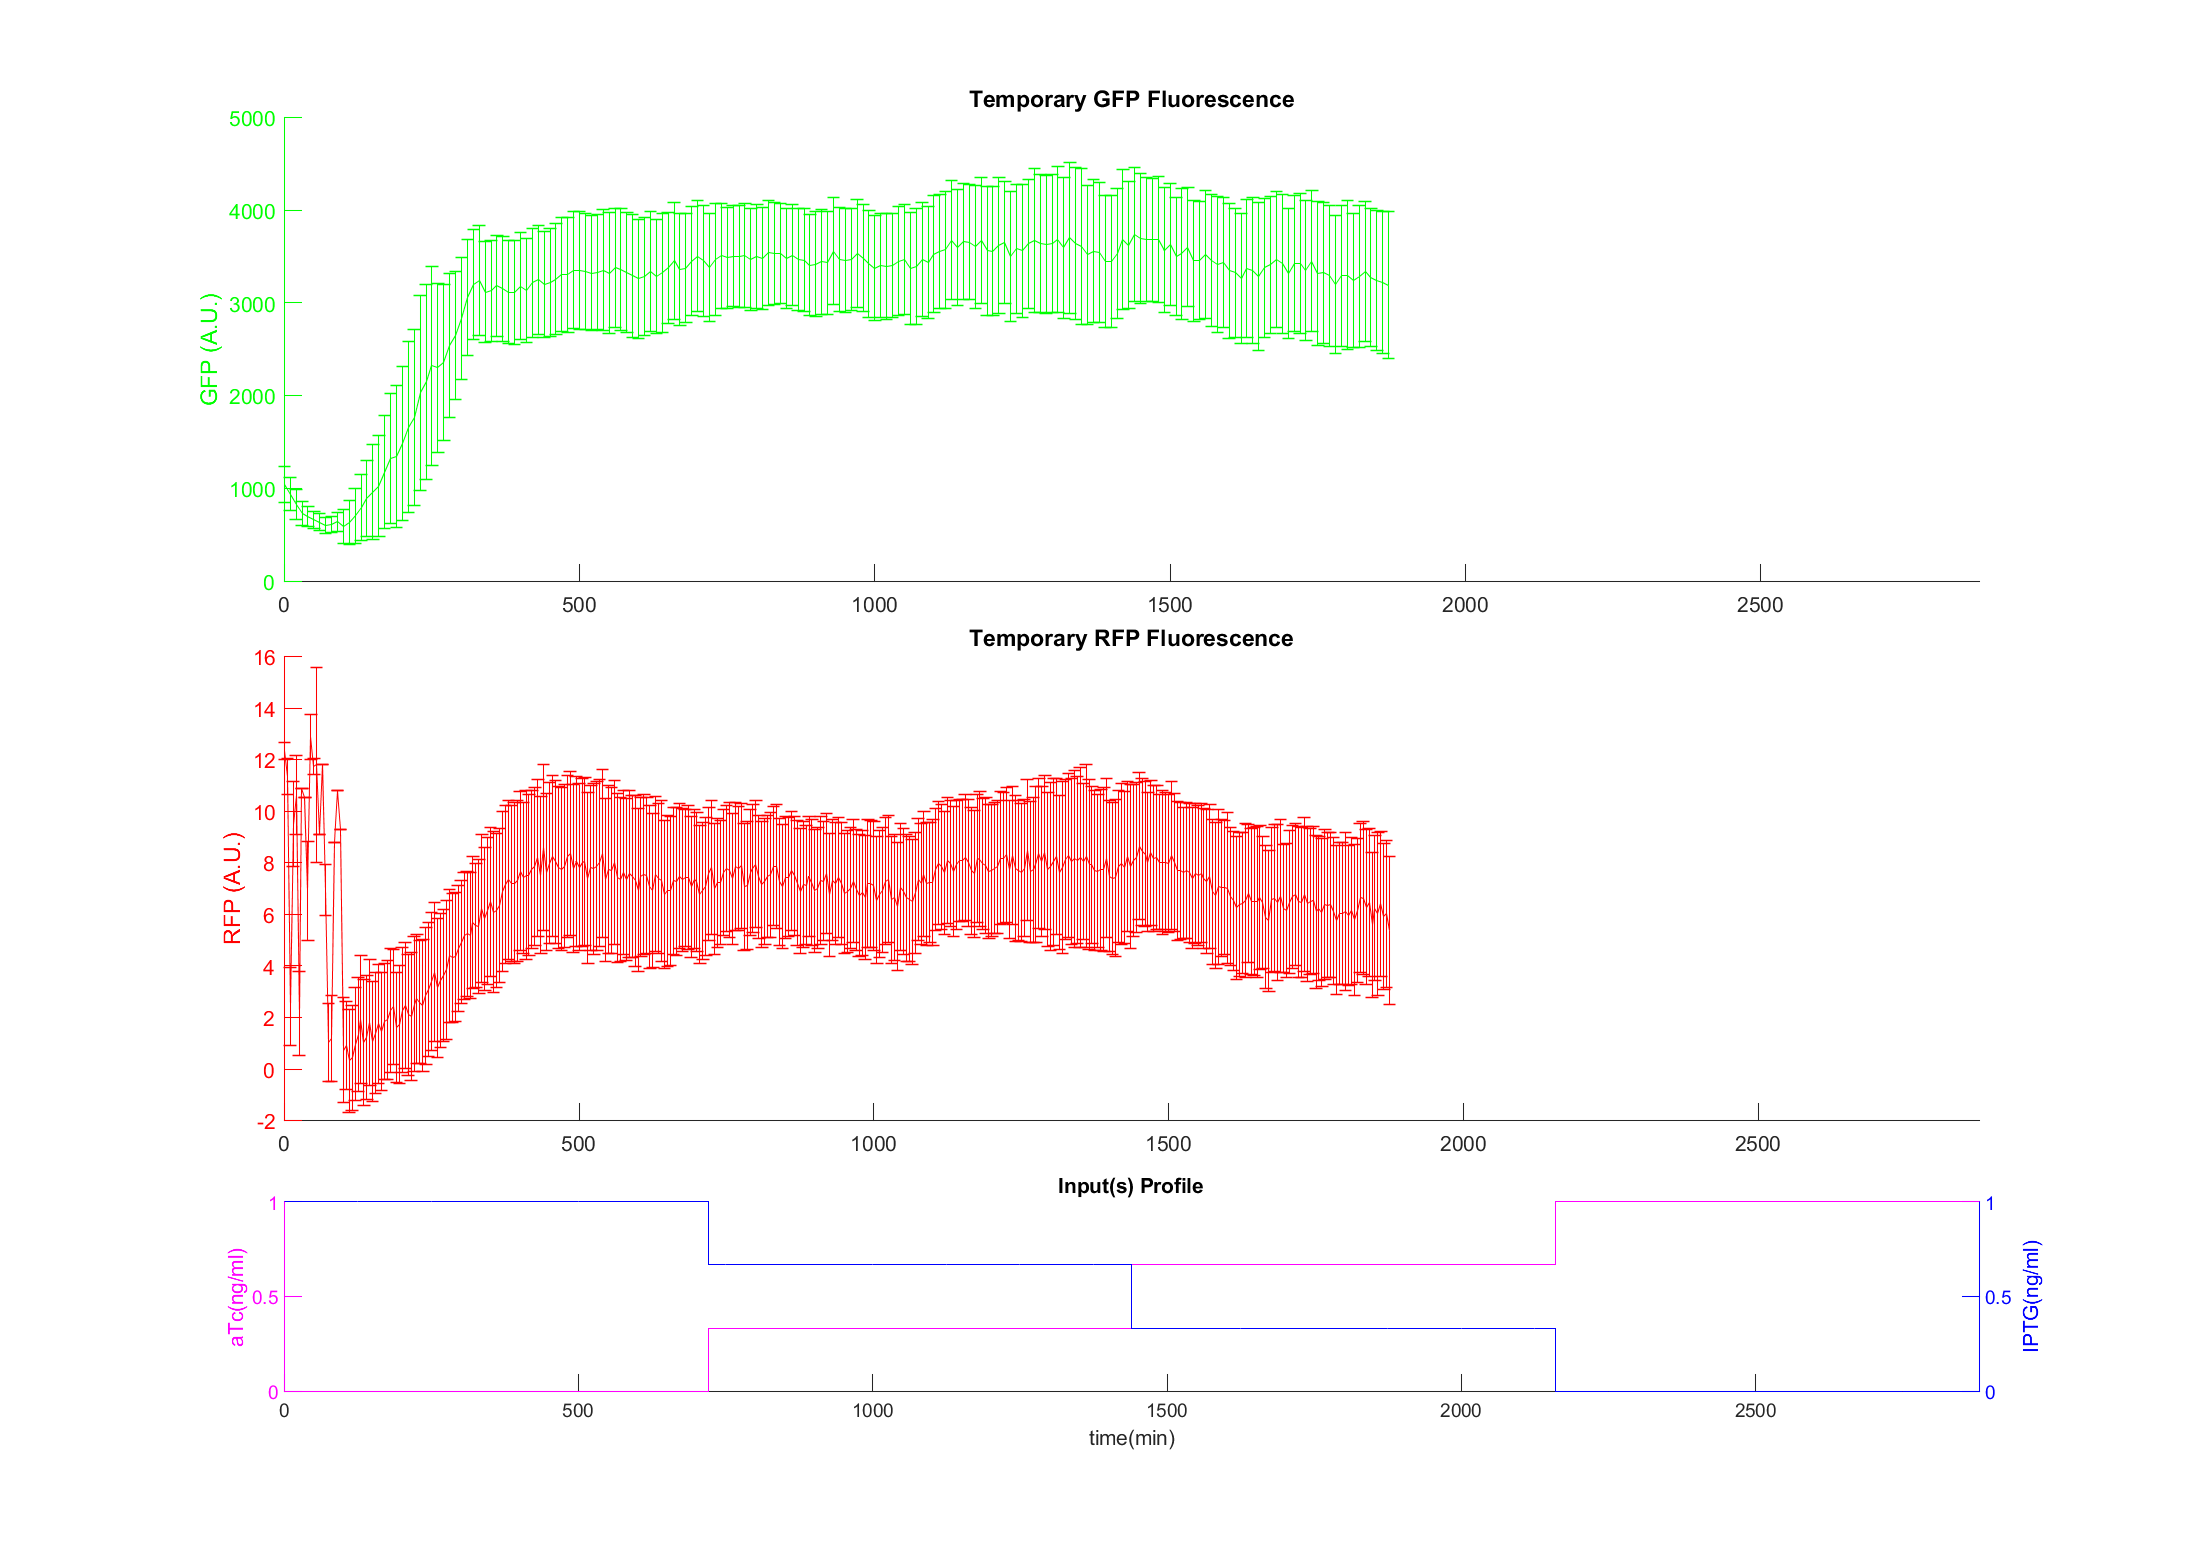 Temporary GFP Fluorescence
5000
4000
3000
2000
1000
0
GFP (A.U.)
0 500 1000 1500 2000 2500
Temporary RFP Fluorescence
16
14
12
10
8
6
4
2
0
-2
RFP (A.U.)
0 500 1000 1500 2000 2500
Input(s) Profile
1
0.5
0
aTc(ng/ml)
1
0.5
0
IPTG(ng/ml)
0 500 1000 1500 2000 2500
time(min)